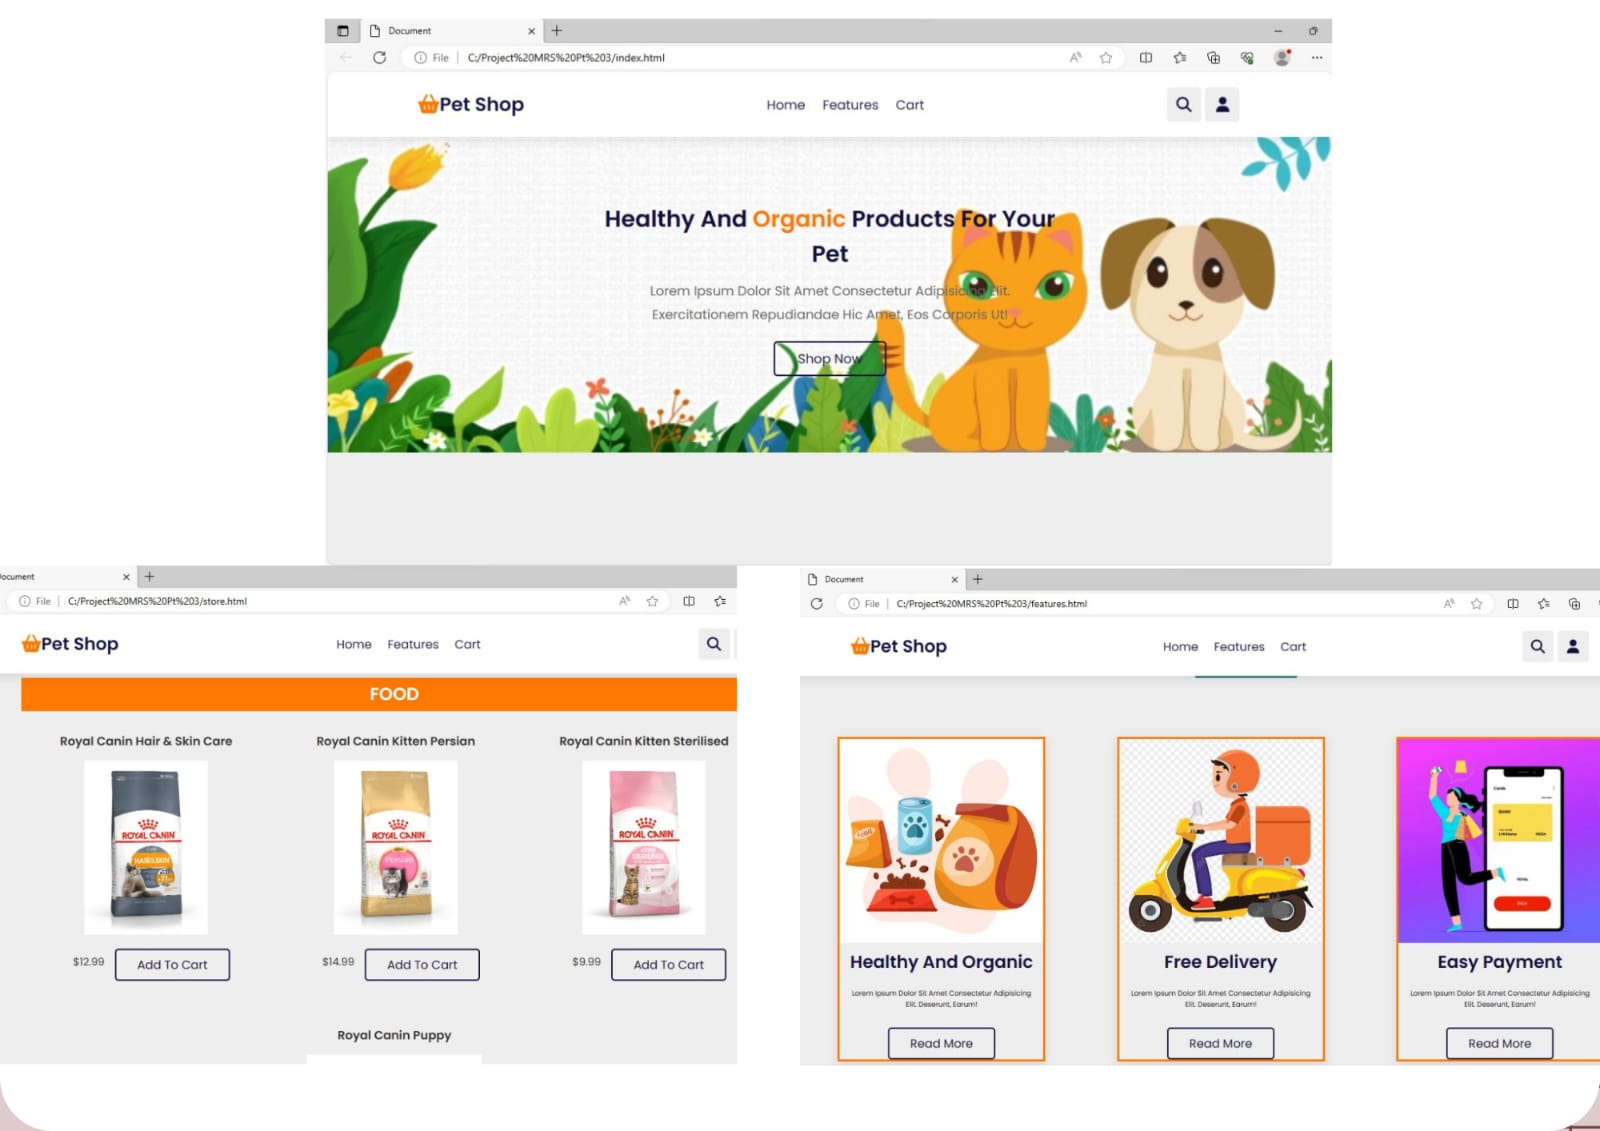 Document
File C:/Project%20MRS%20Pt%203/index.html
Pet Shop
Home Features Cart
Healthy And Organic Products For Your
Pet
Lorem Ipsum Dolor Sit Amet Consectetur Adipisicing Elit.
Exercitationem Repudiandae Hic Amet, Eos Corporis Ut!
Shop Now
ocument
File C:/Project%20MRS%20Pt%203/store.html
Pet Shop
Home Features Cart
FOOD
Royal Canin Hair & Skin Care
Royal Canin Kitten Persian
Royal Canin Kitten Sterilised
ROYAL CANIN
HAIR&SKIN
ROYAL CANIN
Persian
ROYAL CANIN
$12.99 Add To Cart
$14.99 Add To Cart
$9.99 Add To Cart
Royal Canin Puppy
Document
File C:/Project%20MRS%20Pt%203/features.html
Pet Shop
Home Features Cart
FOOD
Healthy And Organic
Lorem Ipsum Dolor Sit Amet Consectetur Adipisicing
Elit. Deserunt, Earum!
Read More
Free Delivery
Lorem Ipsum Dolor Sit Amet Consectetur Adipisicing
Elit. Deserunt, Earum!
Read More
Easy Payment
Lorem Ipsum Dolor Sit Amet Consectetur Adipisicing
Elit. Deserunt, Earum!
Read More